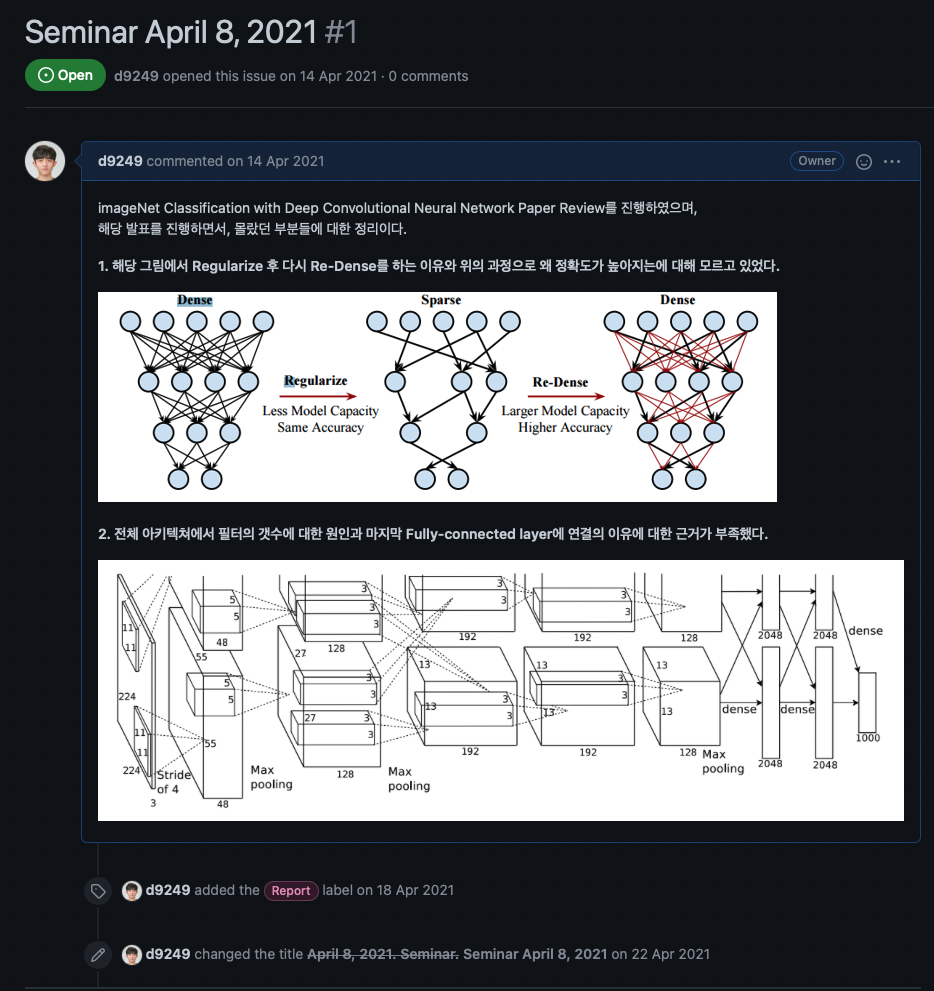 Seminar April 8, 2021 #1
Open d9249 opened this issue on 14 Apr 2021 · 0 comments
d9249 commented on 14 Apr 2021 Owner ...
imageNet Classification with Deep Convolutional Neural Network Paper Review를 진행하였으며,
해당 발표를 진행하면서, 몰랐던 부분들에 대한 정리이다.
1. 해당 그림에서 Regularize 후 다시 Re-Dense를 하는 이유와 위의 과정으로 왜 정확도가 높아지는에 대해 모르고 있었다.
Dense Sparse Dense
Regularize
Less Model Capacity
Same Accuracy
Re-Dense
Larger Model Capacity
Higher Accuracy
2. 전체 아키텍쳐에서 필터의 갯수에 대한 원인과 마지막 Fully-connected layer에 연결의 이유에 대한 근거가 부족했다.
3 3 3
5 3 3 3
5 3
11 48 128 192 192 128 2048 2048 dense
11 55 27 13 13 13
224 5 3 3 3
5 3 13 3 3 13 13
11 27 3 dense dense
11 55 3 1000
224 Stride of 4 Max pooling 128 Max pooling 192 192 128 Max pooling 2048 2048
3 48
d9249 added the Report label on 18 Apr 2021
d9249 changed the title April 8, 2021. Seminar. Seminar April 8, 2021 on 22 Apr 2021